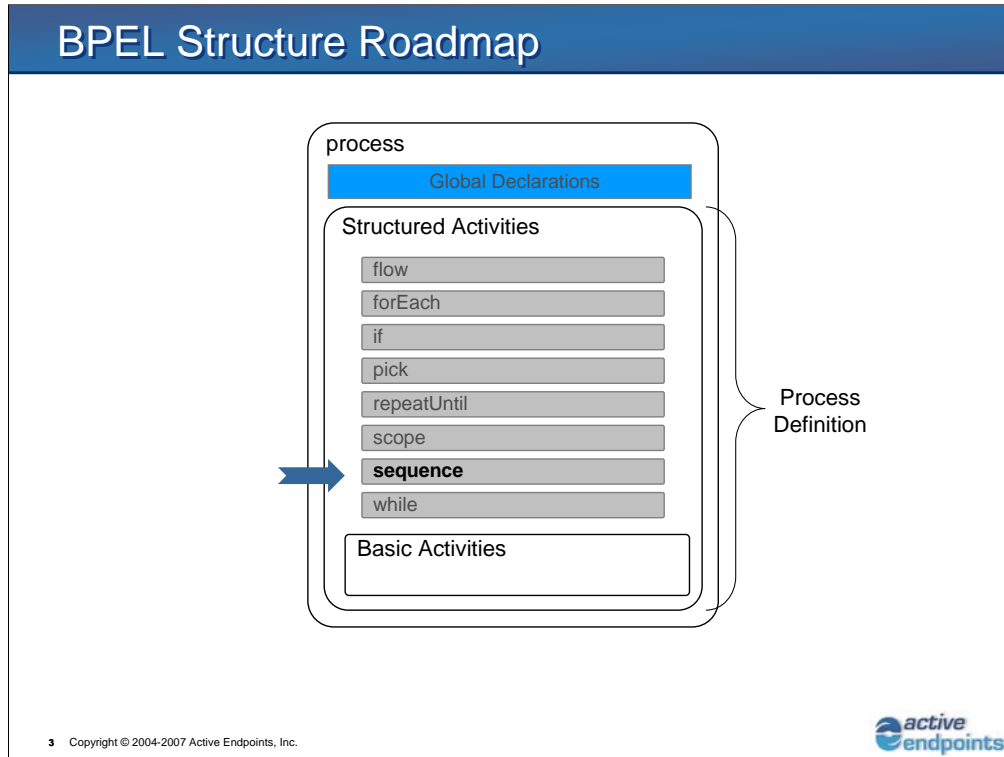 BPEL Structure Roadmap
process
Global Declarations
Structured Activities
flow
forEach
if
pick
repeatUntil
scope
sequence
while
Basic Activities
Process
Definition
3 Copyright © 2004-2007 Active Endpoints, Inc.
active
endpoints